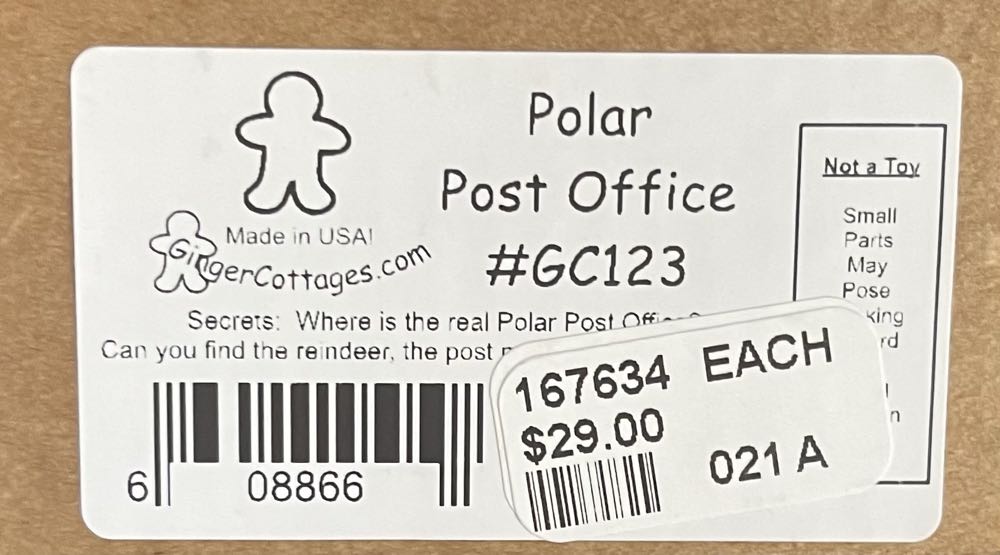 Polar
Post Office
#GC123
Made in USA!
GingerCottages.com
Secrets: Where is the real Polar Post
Can you find the reindeer, the post
6 08866
Not a Toy
Small
Parts
May
Pose
167634 EACH
$29.00
021 A